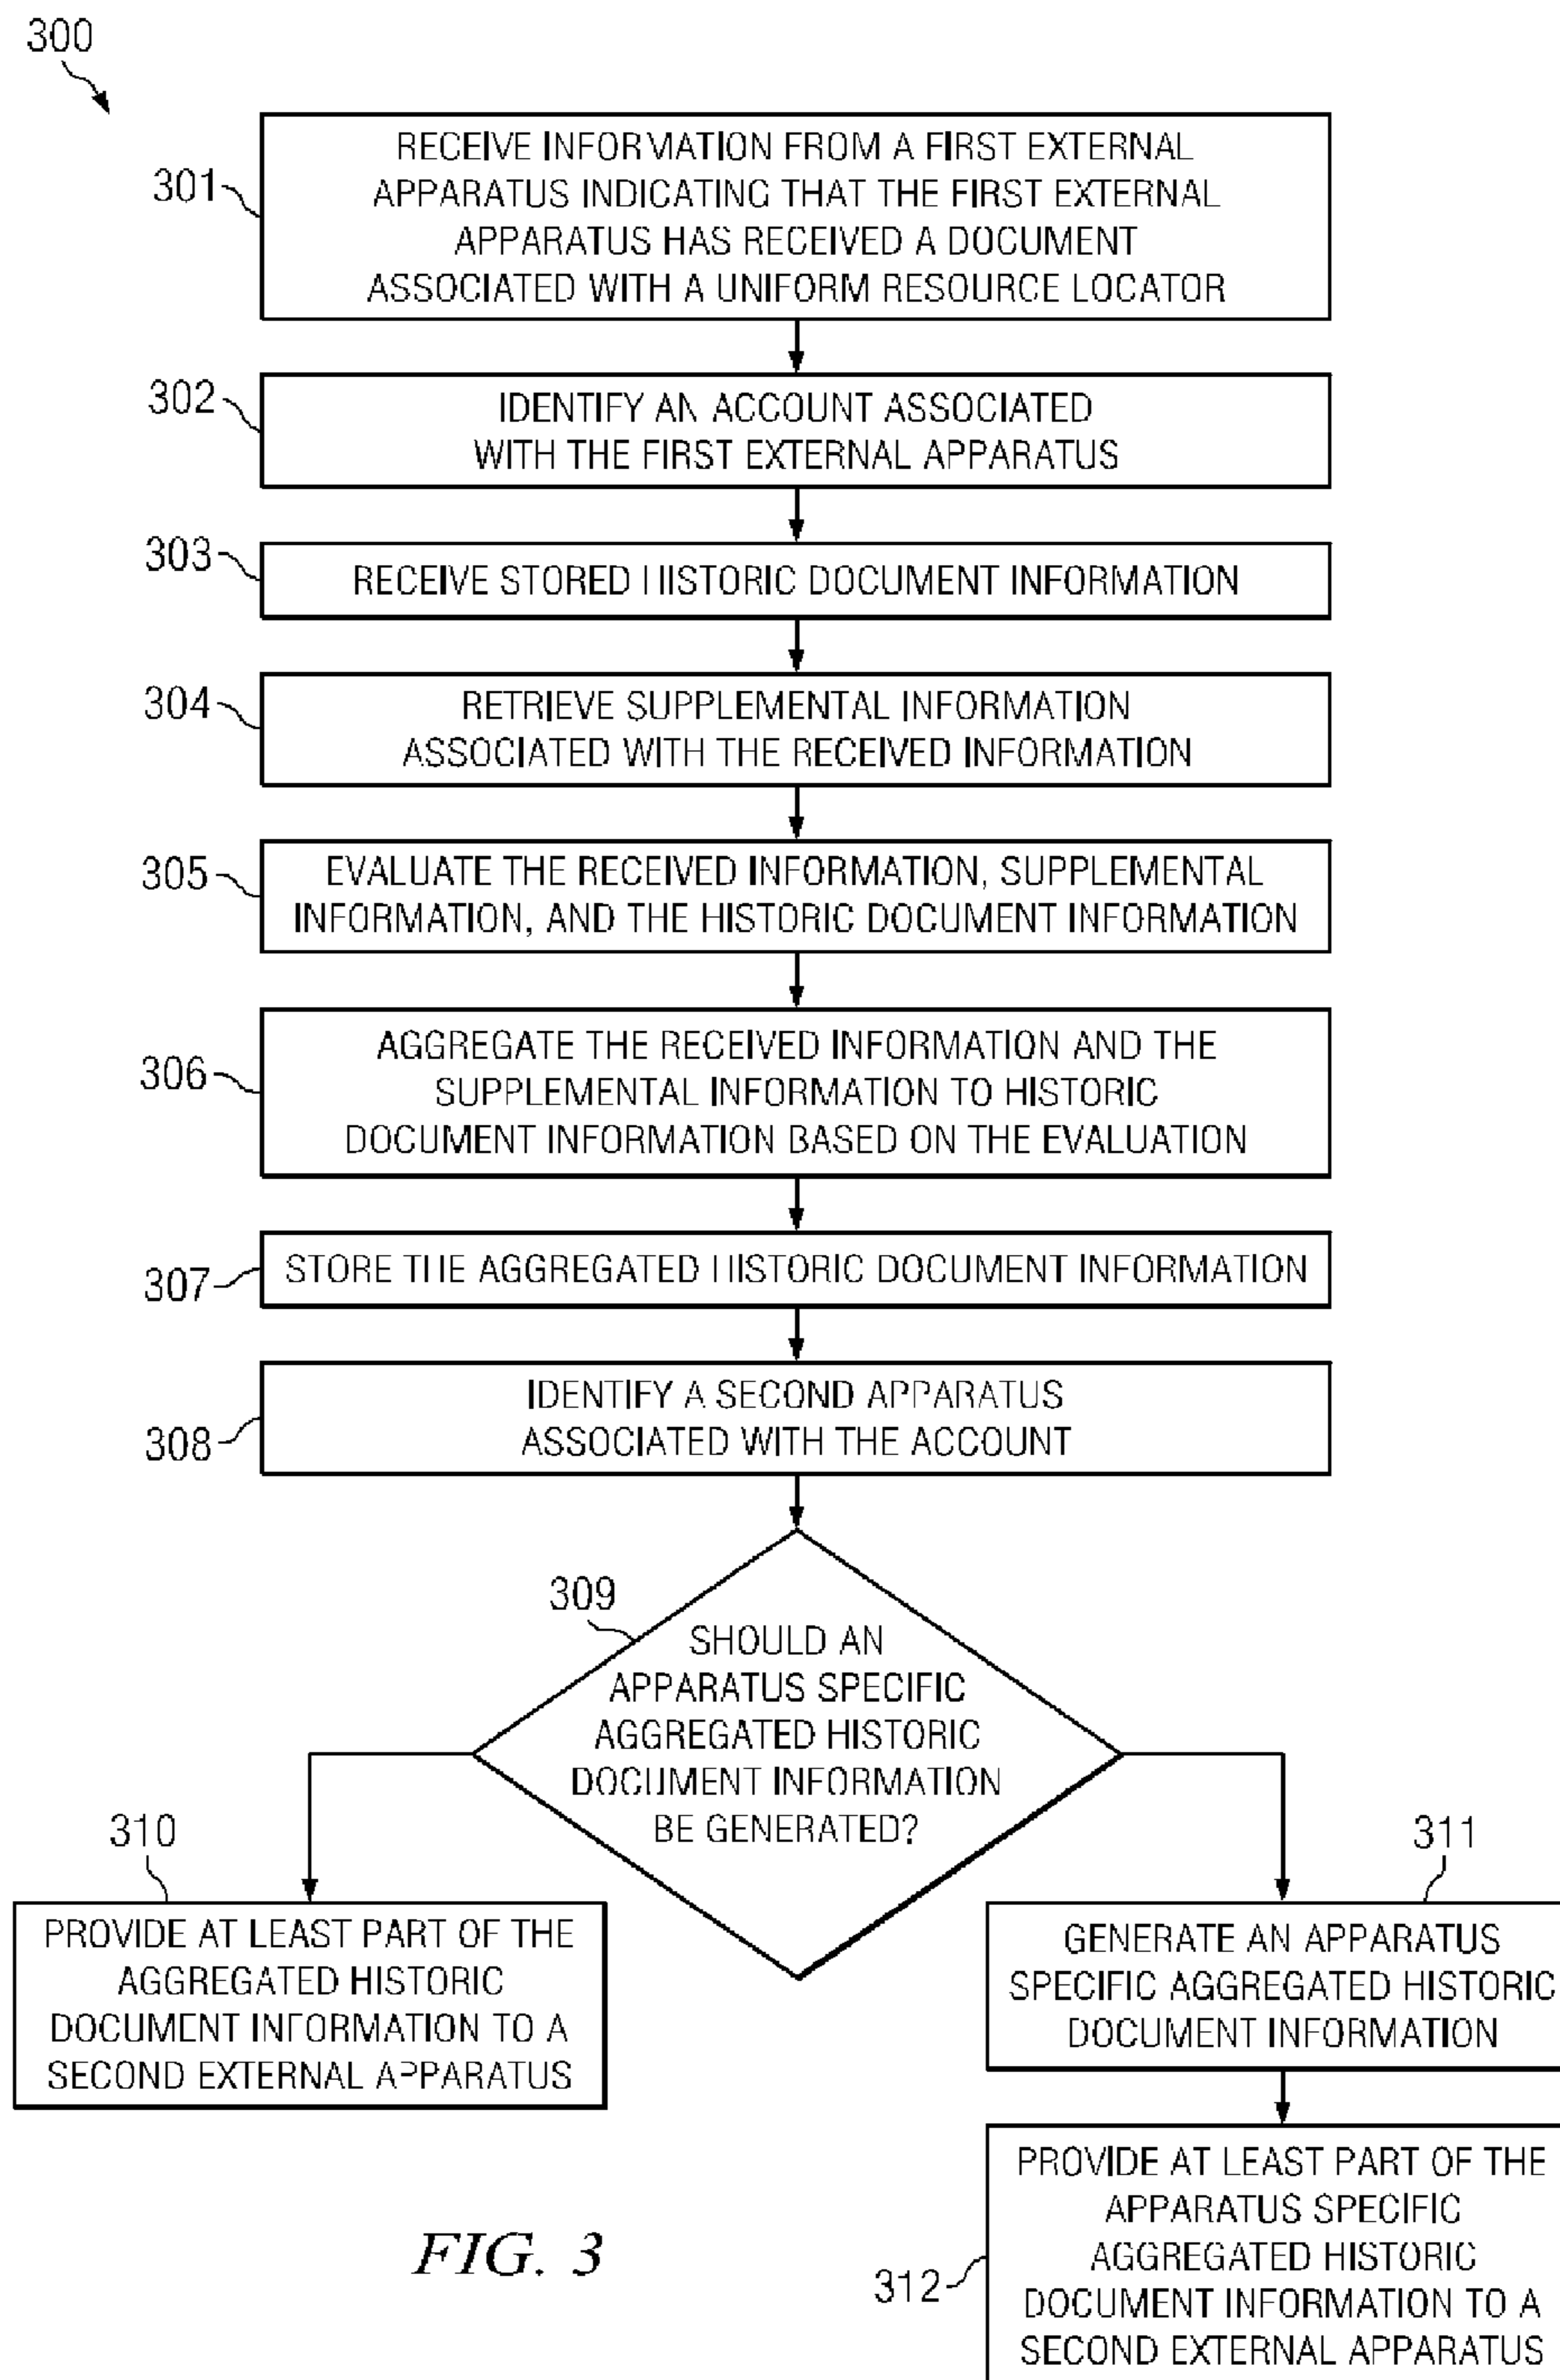 300
301
RECEIVE INFORMATION FROM A FIRST EXTERNAL
APPARATUS INDICATING THAT THE FIRST EXTERNAL
APPARATUS HAS RECEIVED A DOCUMENT
ASSOCIATED WITH A UNIFORM RESOURCE LOCATOR
302
IDENTIFY AN ACCOUNT ASSOCIATED
WITH THE FIRST EXTERNAL APPARATUS
303
RECEIVE STORED HISTORIC DOCUMENT INFORMATION
304
RETRIEVE SUPPLEMENTAL INFORMATION
ASSOCIATED WITH THE RECEIVED INFORMATION
305
EVALUATE THE RECEIVED INFORMATION, SUPPLEMENTAL
INFORMATION, AND THE HISTORIC DOCUMENT INFORMATION
306
AGGREGATE THE RECEIVED INFORMATION AND THE
SUPPLEMENTAL INFORMATION TO HISTORIC
DOCUMENT INFORMATION BASED ON THE EVALUATION
307
STORE THE AGGREGATED HISTORIC DOCUMENT INFORMATION
308
IDENTIFY A SECOND APPARATUS
ASSOCIATED WITH THE ACCOUNT
309
SHOULD AN
APPARATUS SPECIFIC
AGGREGATED HISTORIC
DOCUMENT INFORMATION
BE GENERATED?
310
PROVIDE AT LEAST PART OF THE
AGGREGATED HISTORIC
DOCUMENT INFORMATION TO A
SECOND EXTERNAL APPARATUS
311
GENERATE AN APPARATUS
SPECIFIC AGGREGATED HISTORIC
DOCUMENT INFORMATION
312
PROVIDE AT LEAST PART OF THE
APPARATUS SPECIFIC
AGGREGATED HISTORIC
DOCUMENT INFORMATION TO A
SECOND EXTERNAL APPARATUS
FIG. 3